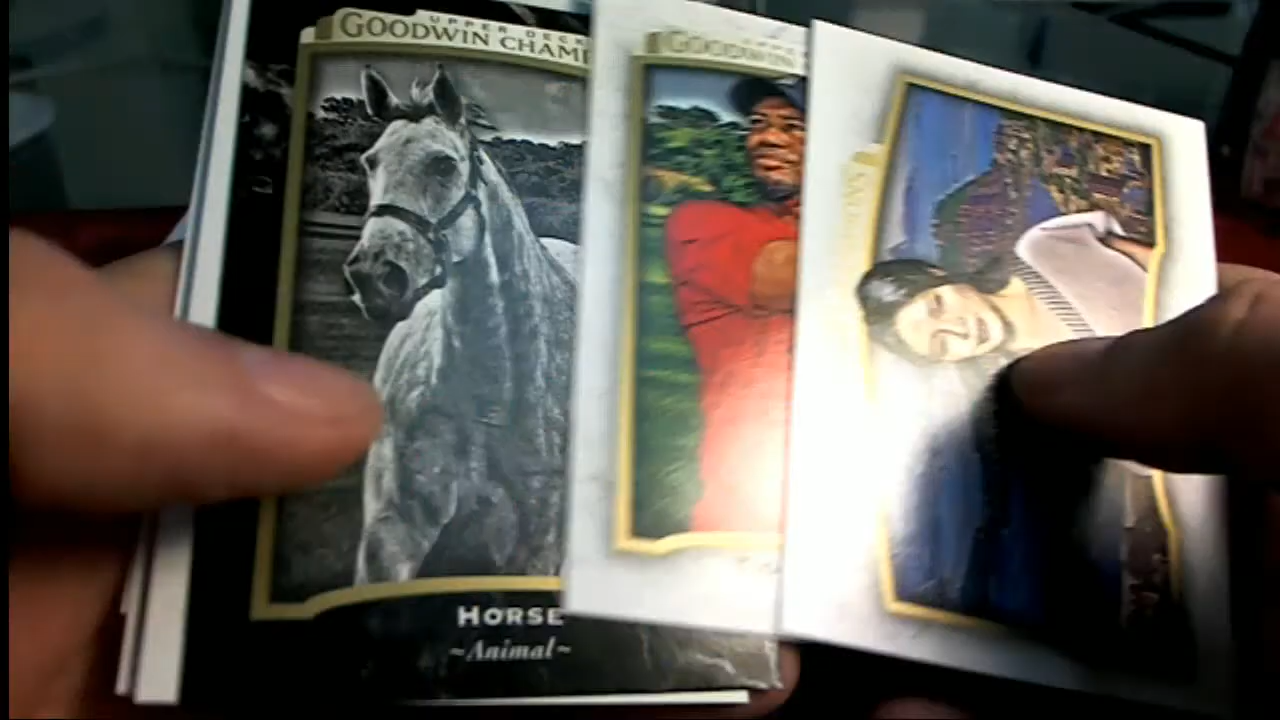 UPPER DECK
GOODWIN CHAMP
GOODWIN
HORSE
~Animal~